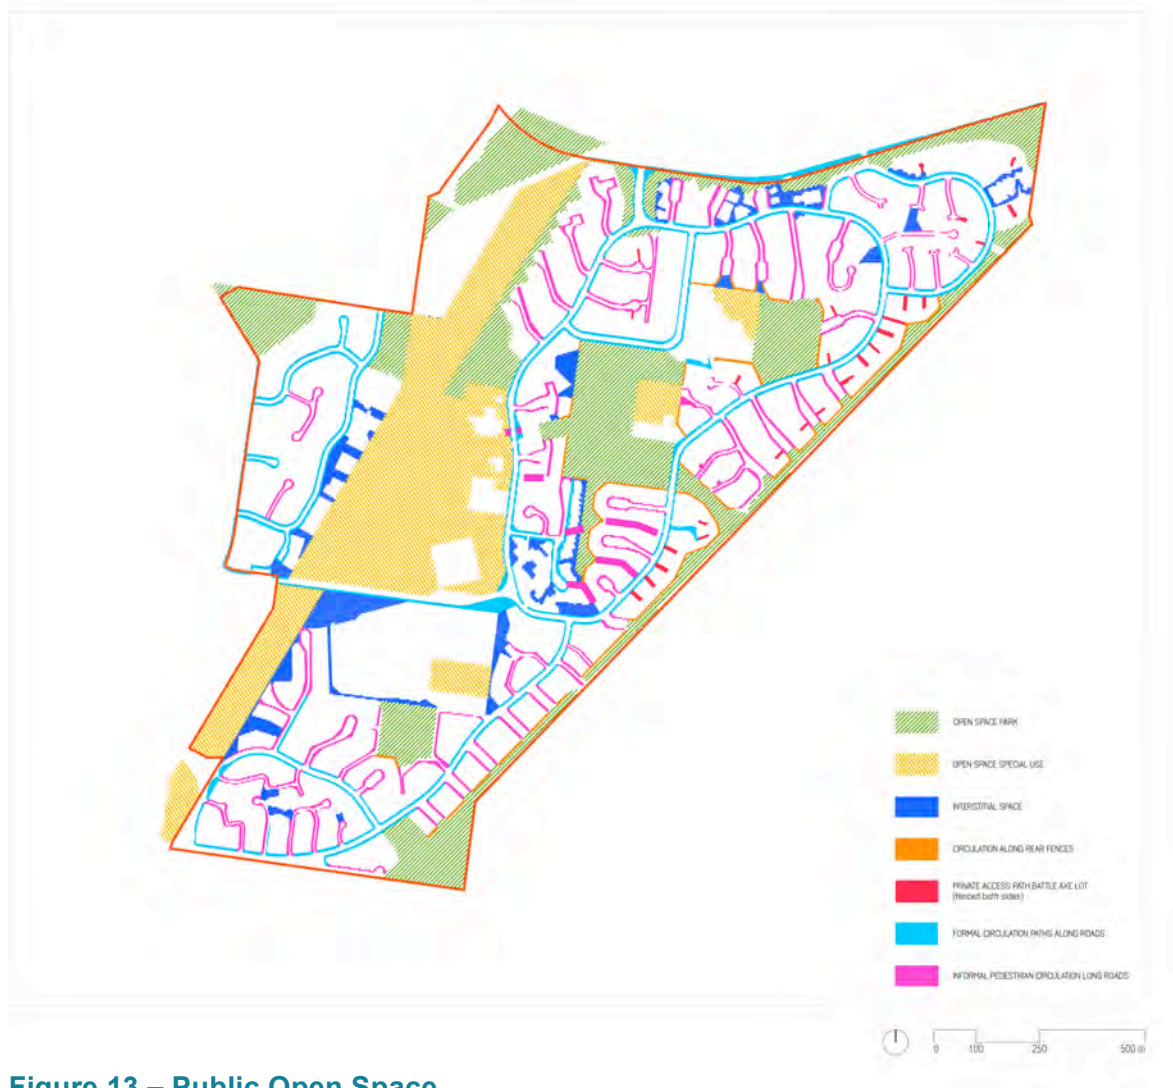 OPEN SPACE PARK
OPEN SPACE SPECIAL USE
INTERSTITIAL SPACE
CIRCULATION ALONG REAR FENCES
PRIVATE ACCESS PATH BATTLE AXE LOT
(fenced both sides)
FORMAL CIRCULATION PATHS ALONG ROADS
INFORMAL PEDESTRIAN CIRCULATION LONG ROADS
0 100 250 500 m
Figure 13 – Public Open Space